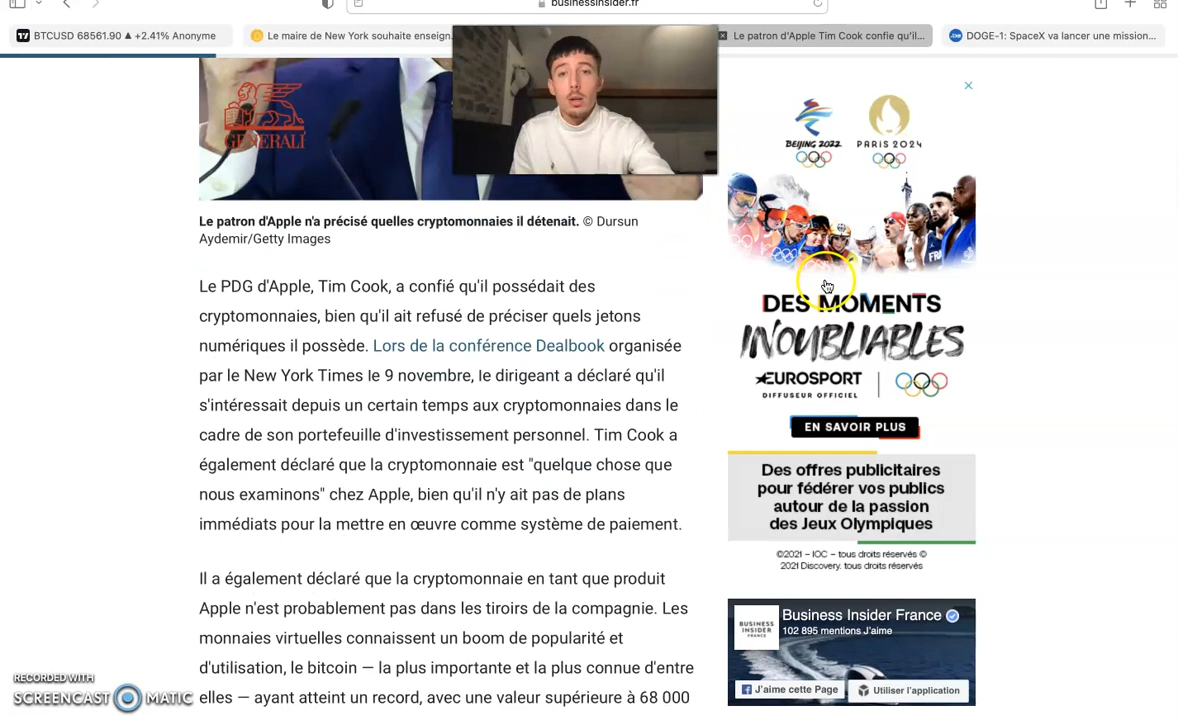 businessinsider.fr
BTCUSD 68561.90 ▲ +2.41% Anonyme
Le maire de New York souhaite enseign.
Le patron d'Apple Tim Cook confie qu'il...
DOGE-1: SpaceX va lancer une mission...
GENERALI
Le patron d'Apple n'a précisé quelles cryptomonnaies il détenait. © Dursun
Aydemir/Getty Images
Le PDG d'Apple, Tim Cook, a confié qu'il possédait des
cryptomonnaies, bien qu'il ait refusé de préciser quels jetons
numériques il possède. Lors de la conférence Dealbook organisée
par le New York Times le 9 novembre, le dirigeant a déclaré qu'il
s'intéressait depuis un certain temps aux cryptomonnaies dans le
cadre de son portefeuille d'investissement personnel. Tim Cook a
également déclaré que la cryptomonnaie est "quelque chose que
nous examinons" chez Apple, bien qu'il n'y ait pas de plans
immédiats pour la mettre en œuvre comme système de paiement.
Il a également déclaré que la cryptomonnaie en tant que produit
Apple n'est probablement pas dans les tiroirs de la compagnie. Les
monnaies virtuelles connaissent un boom de popularité et
d'utilisation, le bitcoin — la plus importante et la plus connue d'entre
elles — ayant atteint un record, avec une valeur supérieure à 68 000
BEIJING 2022 PARIS 2024
DES MOMENTS
INOUBLIABLES
EUROSPORT
DIFFUSEUR OFFICIEL
EN SAVOIR PLUS
Des offres publicitaires
pour fédérer vos publics
autour de la passion
des Jeux Olympiques
©2021 – IOC – tous droits réservés ©
2021 Discovery. tous droits réservés
BUSINESS
INSIDER
FRANCE
Business Insider France
102 895 mentions J'aime
J'aime cette Page
Utiliser l'application
RECORDED WITH
SCREENCAST MATIC